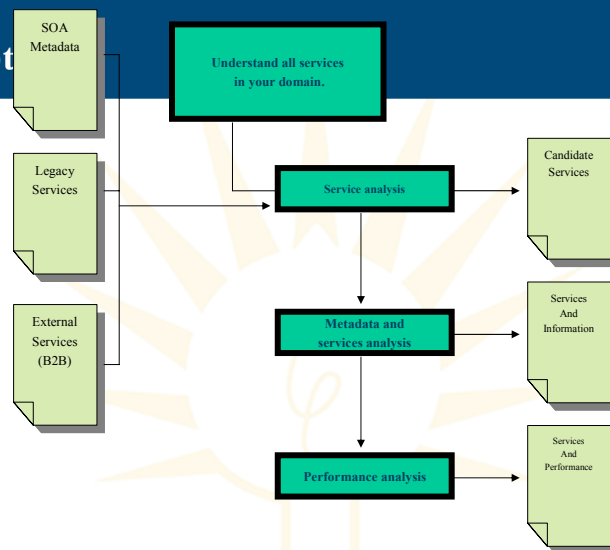 SOA
Metadata
Understand all services
in your domain.
Legacy
Services
Service analysis
Candidate
Services
External
Services
(B2B)
Metadata and
services analysis
Services
And
Information
Performance analysis
Services
And
Performance